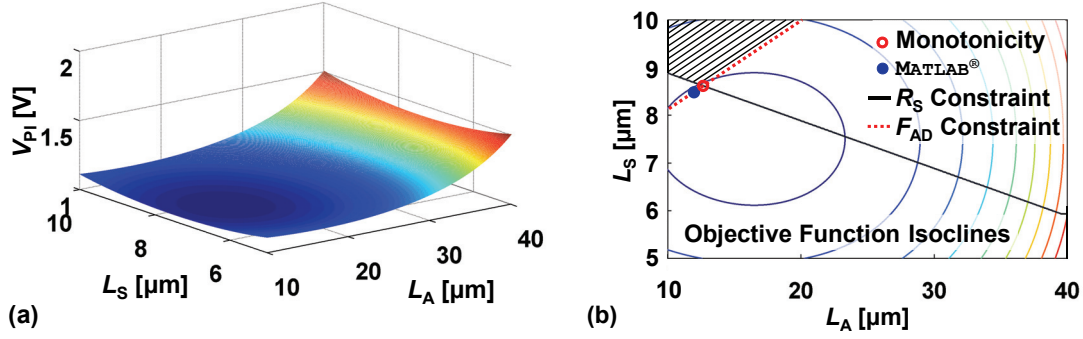 2
1.5
1
V_PI [V]
10
8
6
L_S [µm]
10
20
30
40
L_A [µm]
(a)
10
9
8
7
6
5
L_S [µm]
Monotonicity
MATLAB®
R_S Constraint
F_AD Constraint
Objective Function Isoclines
10
20
30
40
L_A [µm]
(b)